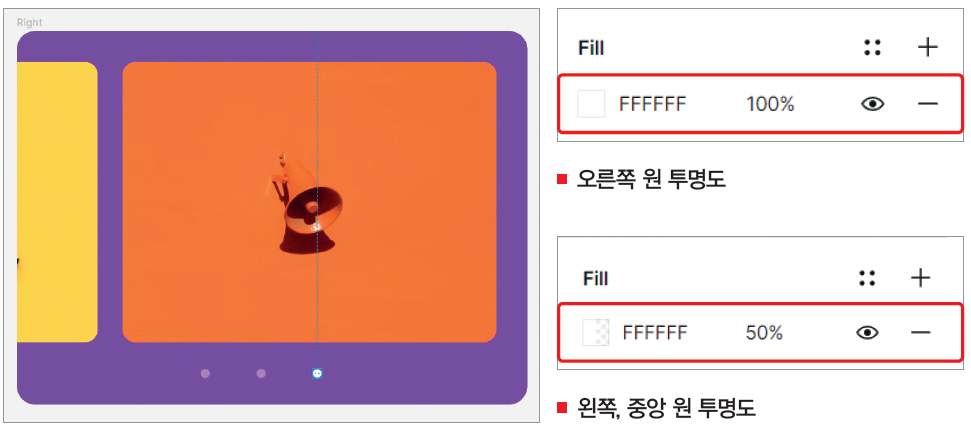 Right
Fill
FFFFFF 100%
오른쪽 원 투명도
Fill
FFFFFF 50%
왼쪽, 중앙 원 투명도